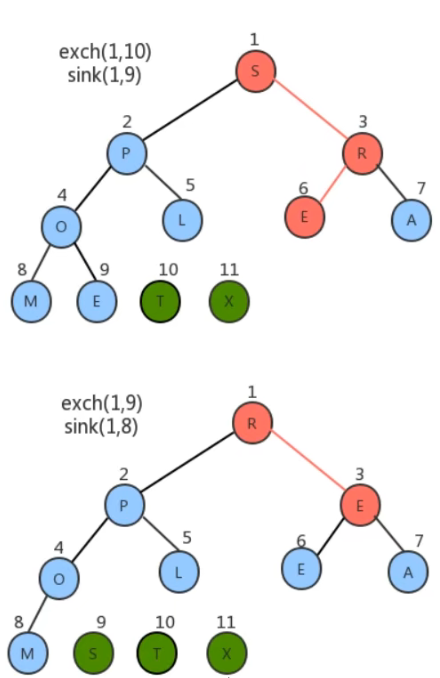 exch(1,10)
sink(1,9)
1
S
2
3
P
R
4
5
6
7
O
L
E
A
8
9
10
11
M
E
T
X
exch(1,9)
sink(1,8)
1
R
2
3
P
E
4
5
6
7
O
L
E
A
8
9
10
11
M
S
T
X